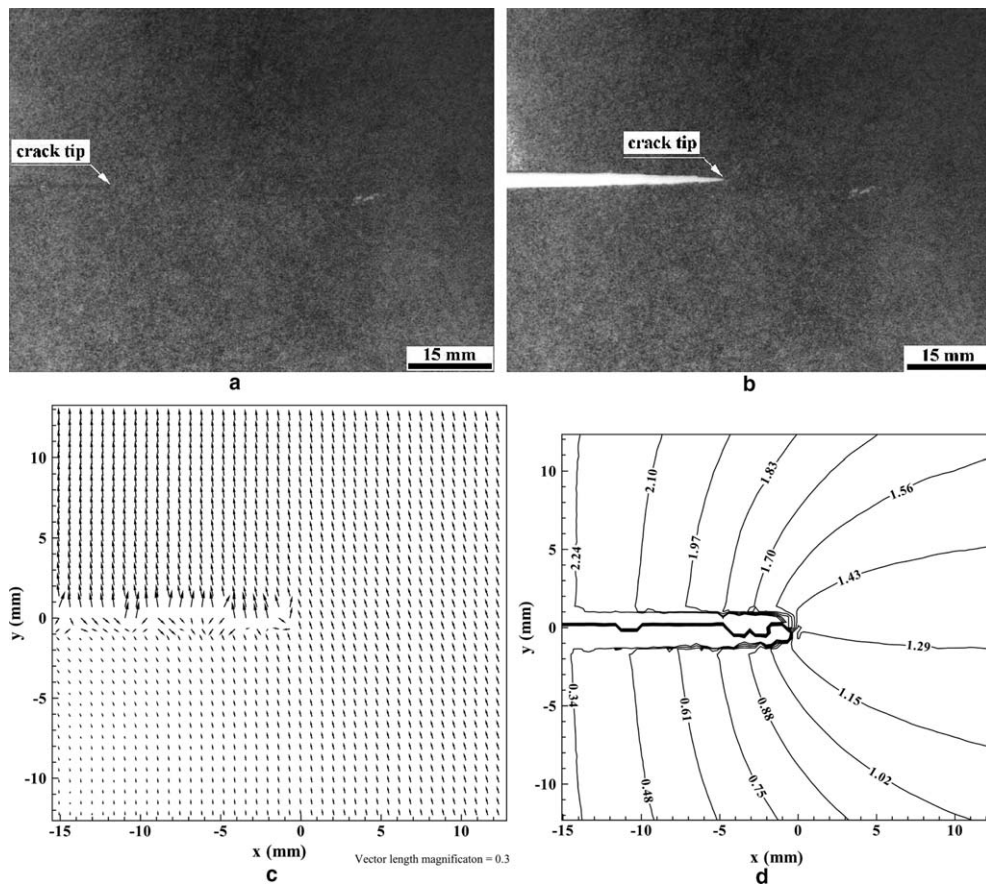 crack tip
15 mm
a
crack tip
15 mm
b
10
5
0
-5
-10
y (mm)
-15
-10
-5
0
5
10
x (mm)
Vector length magnificaton = 0.3
c
10
5
0
-5
-10
y (mm)
2.24
2.10
1.97
1.83
1.70
1.56
1.43
1.29
1.15
1.02
0.88
0.75
0.61
0.48
0.34
-15
-10
-5
0
5
10
x (mm)
d